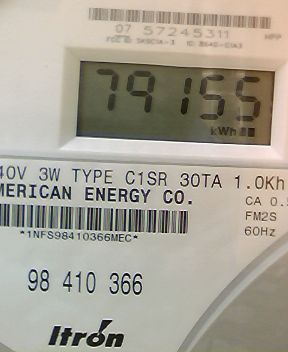 07 57245311
79155
kWh
40V 3W TYPE C1SR 30TA 1.0Kh
MERICAN ENERGY CO.
CA 0.5
FM2S
60Hz
*1NFS98410366MEC*
98 410 366
Itrón